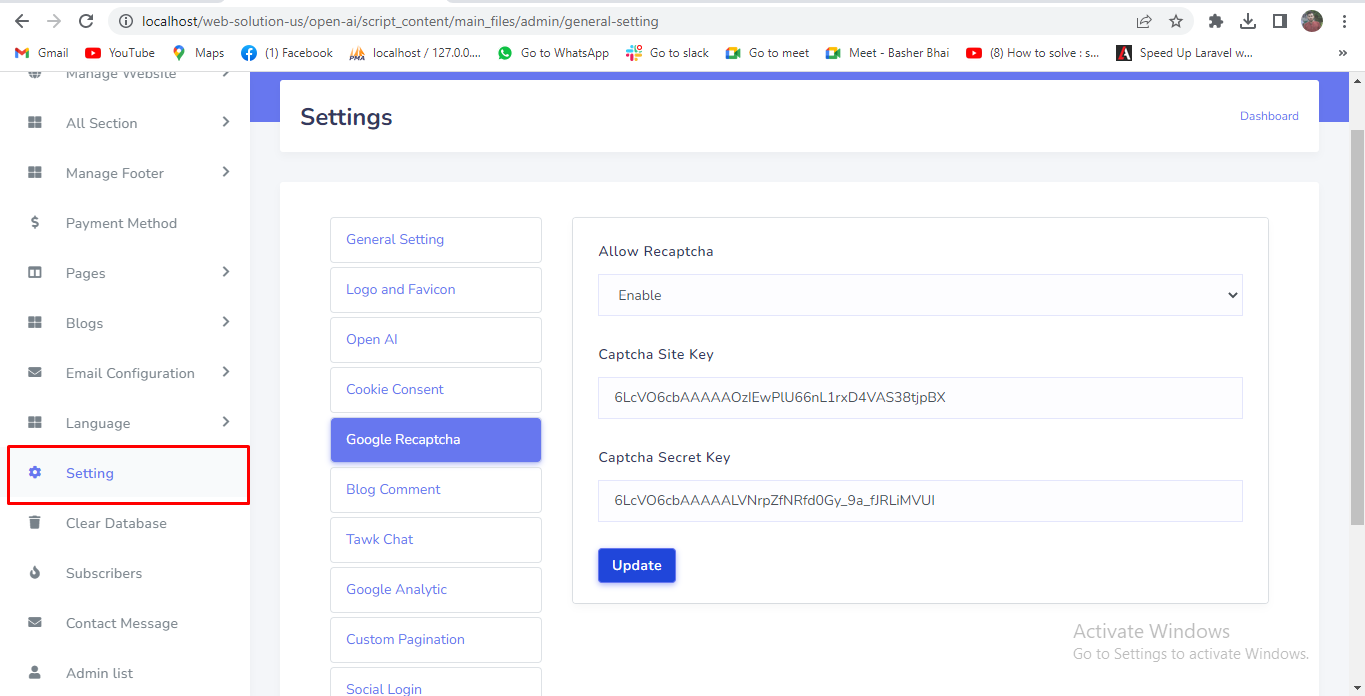 localhost/web-solution-us/open-ai/script_content/main_files/admin/general-setting
Gmail YouTube Maps (1) Facebook localhost / 127.0.0.... Go to WhatsApp Go to slack Go to meet Meet - Basher Bhai (8) How to solve : s... Speed Up Laravel w... »
Manage Website
All Section
Manage Footer
Payment Method
Pages
Blogs
Email Configuration
Language
Setting
Clear Database
Subscribers
Contact Message
Admin list
Settings
Dashboard
General Setting
Logo and Favicon
Open AI
Cookie Consent
Google Recaptcha
Blog Comment
Tawk Chat
Google Analytic
Custom Pagination
Social Login
Allow Recaptcha
Enable
Captcha Site Key
6LcVO6cbAAAAAOzIEwPlU66nL1rxD4VAS38tjpBX
Captcha Secret Key
6LcVO6cbAAAAALVNrpZfNRfd0Gy_9a_fJRLiMVUI
Update
Activate Windows
Go to Settings to activate Windows.